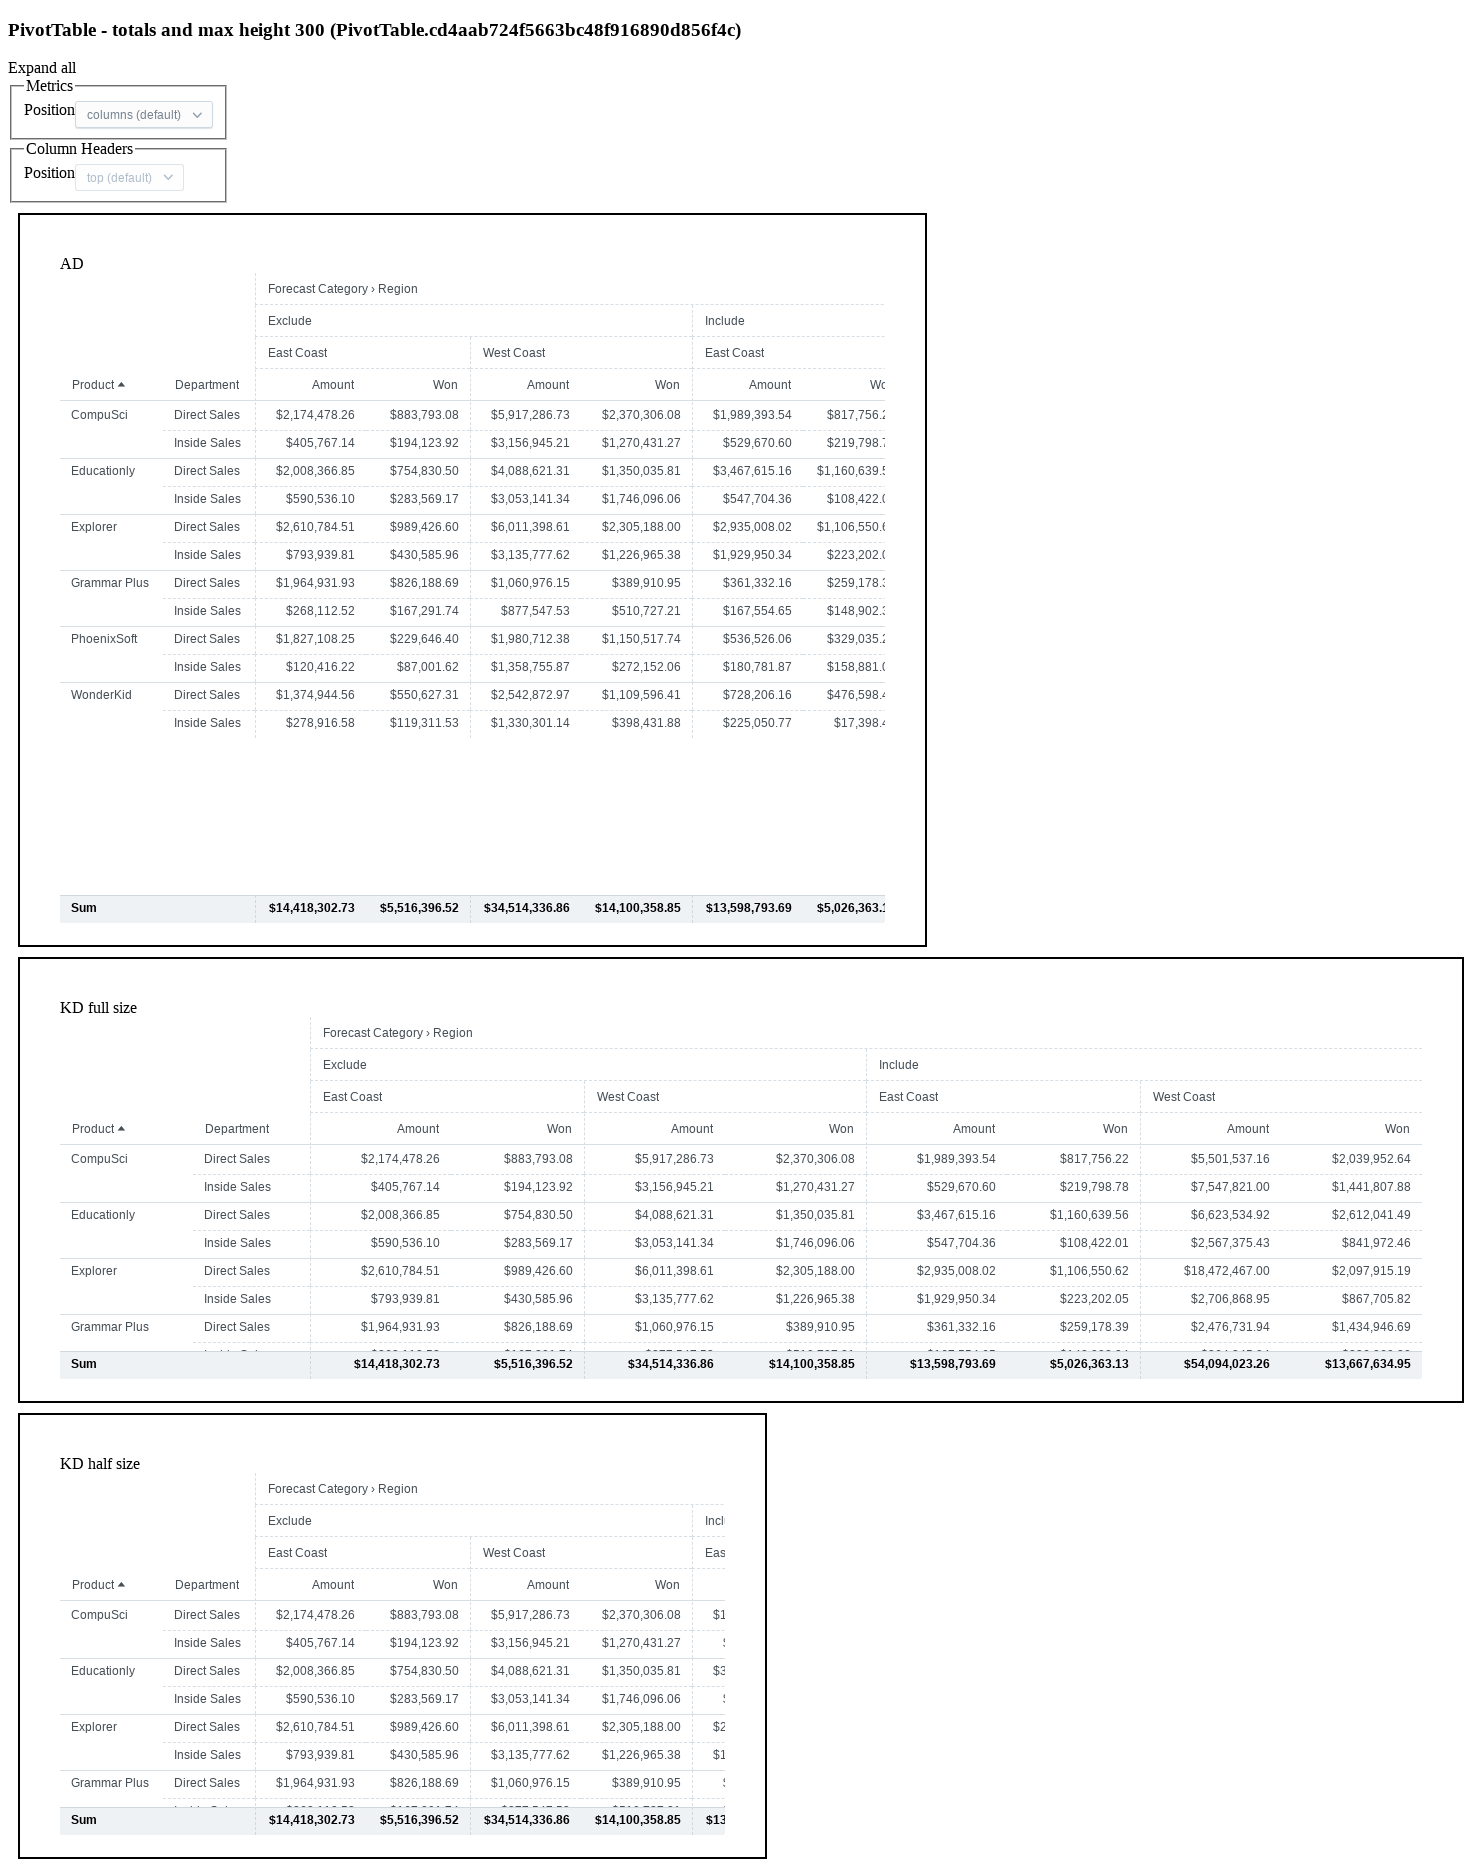 PivotTable - totals and max height 300 (PivotTable.cd4aab724f5663bc48f916890d856f4c)
Expand all
Metrics
Position columns (default)
Column Headers
Position top (default)
AD
Forecast Category › Region
Exclude Include
East Coast West Coast East Coast
Product Department Amount Won Amount Won Amount
CompuSci Direct Sales $2,174,478.26 $883,793.08 $5,917,286.73 $2,370,306.08 $1,989,393.54 $817,756.2
Inside Sales $405,767.14 $194,123.92 $3,156,945.21 $1,270,431.27 $529,670.60 $219,798.7
Educationly Direct Sales $2,008,366.85 $754,830.50 $4,088,621.31 $1,350,035.81 $3,467,615.16 $1,160,639.5
Inside Sales $590,536.10 $283,569.17 $3,053,141.34 $1,746,096.06 $547,704.36 $108,422.0
Explorer Direct Sales $2,610,784.51 $989,426.60 $6,011,398.61 $2,305,188.00 $2,935,008.02 $1,106,550.6
Inside Sales $793,939.81 $430,585.96 $3,135,777.62 $1,226,965.38 $1,929,950.34 $223,202.0
Grammar Plus Direct Sales $1,964,931.93 $826,188.69 $1,060,976.15 $389,910.95 $361,332.16 $259,178.3
Inside Sales $268,112.52 $167,291.74 $877,547.53 $510,727.21 $167,554.65 $148,902.3
PhoenixSoft Direct Sales $1,827,108.25 $229,646.40 $1,980,712.38 $1,150,517.74 $536,526.06 $329,035.2
Inside Sales $120,416.22 $87,001.62 $1,358,755.87 $272,152.06 $180,781.87 $158,881.0
WonderKid Direct Sales $1,374,944.56 $550,627.31 $2,542,872.97 $1,109,596.41 $728,206.16 $476,598.4
Inside Sales $278,916.58 $119,311.53 $1,330,301.14 $398,431.88 $225,050.77 $17,398.4
Sum $14,418,302.73 $5,516,396.52 $34,514,336.86 $14,100,358.85 $13,598,793.69 $5,026,363.1
KD full size
Forecast Category › Region
Exclude Include
East Coast West Coast East Coast West Coast
Product Department Amount Won Amount Won Amount Won Amount Won
CompuSci Direct Sales $2,174,478.26 $883,793.08 $5,917,286.73 $2,370,306.08 $1,989,393.54 $817,756.22 $5,501,537.16 $2,039,952.64
Inside Sales $405,767.14 $194,123.92 $3,156,945.21 $1,270,431.27 $529,670.60 $219,798.78 $7,547,821.00 $1,441,807.88
Educationly Direct Sales $2,008,366.85 $754,830.50 $4,088,621.31 $1,350,035.81 $3,467,615.16 $1,160,639.56 $6,623,534.92 $2,612,041.49
Inside Sales $590,536.10 $283,569.17 $3,053,141.34 $1,746,096.06 $547,704.36 $108,422.01 $2,567,375.43 $841,972.46
Explorer Direct Sales $2,610,784.51 $989,426.60 $6,011,398.61 $2,305,188.00 $2,935,008.02 $1,106,550.62 $18,472,467.00 $2,097,915.19
Inside Sales $793,939.81 $430,585.96 $3,135,777.62 $1,226,965.38 $1,929,950.34 $223,202.05 $2,706,868.95 $867,705.82
Grammar Plus Direct Sales $1,964,931.93 $826,188.69 $1,060,976.15 $389,910.95 $361,332.16 $259,178.39 $2,476,731.94 $1,434,946.69
Sum $14,418,302.73 $5,516,396.52 $34,514,336.86 $14,100,358.85 $13,598,793.69 $5,026,363.13 $54,094,023.26 $13,667,634.95
KD half size
Forecast Category › Region
Exclude
East Coast West Coast
Product Department Amount Won Amount Won
CompuSci Direct Sales $2,174,478.26 $883,793.08 $5,917,286.73 $2,370,306.08 $1
Inside Sales $405,767.14 $194,123.92 $3,156,945.21 $1,270,431.27
Educationly Direct Sales $2,008,366.85 $754,830.50 $4,088,621.31 $1,350,035.81 $3
Inside Sales $590,536.10 $283,569.17 $3,053,141.34 $1,746,096.06
Explorer Direct Sales $2,610,784.51 $989,426.60 $6,011,398.61 $2,305,188.00 $2
Inside Sales $793,939.81 $430,585.96 $3,135,777.62 $1,226,965.38 $1
Grammar Plus Direct Sales $1,964,931.93 $826,188.69 $1,060,976.15 $389,910.95
Sum $14,418,302.73 $5,516,396.52 $34,514,336.86 $14,100,358.85 $13